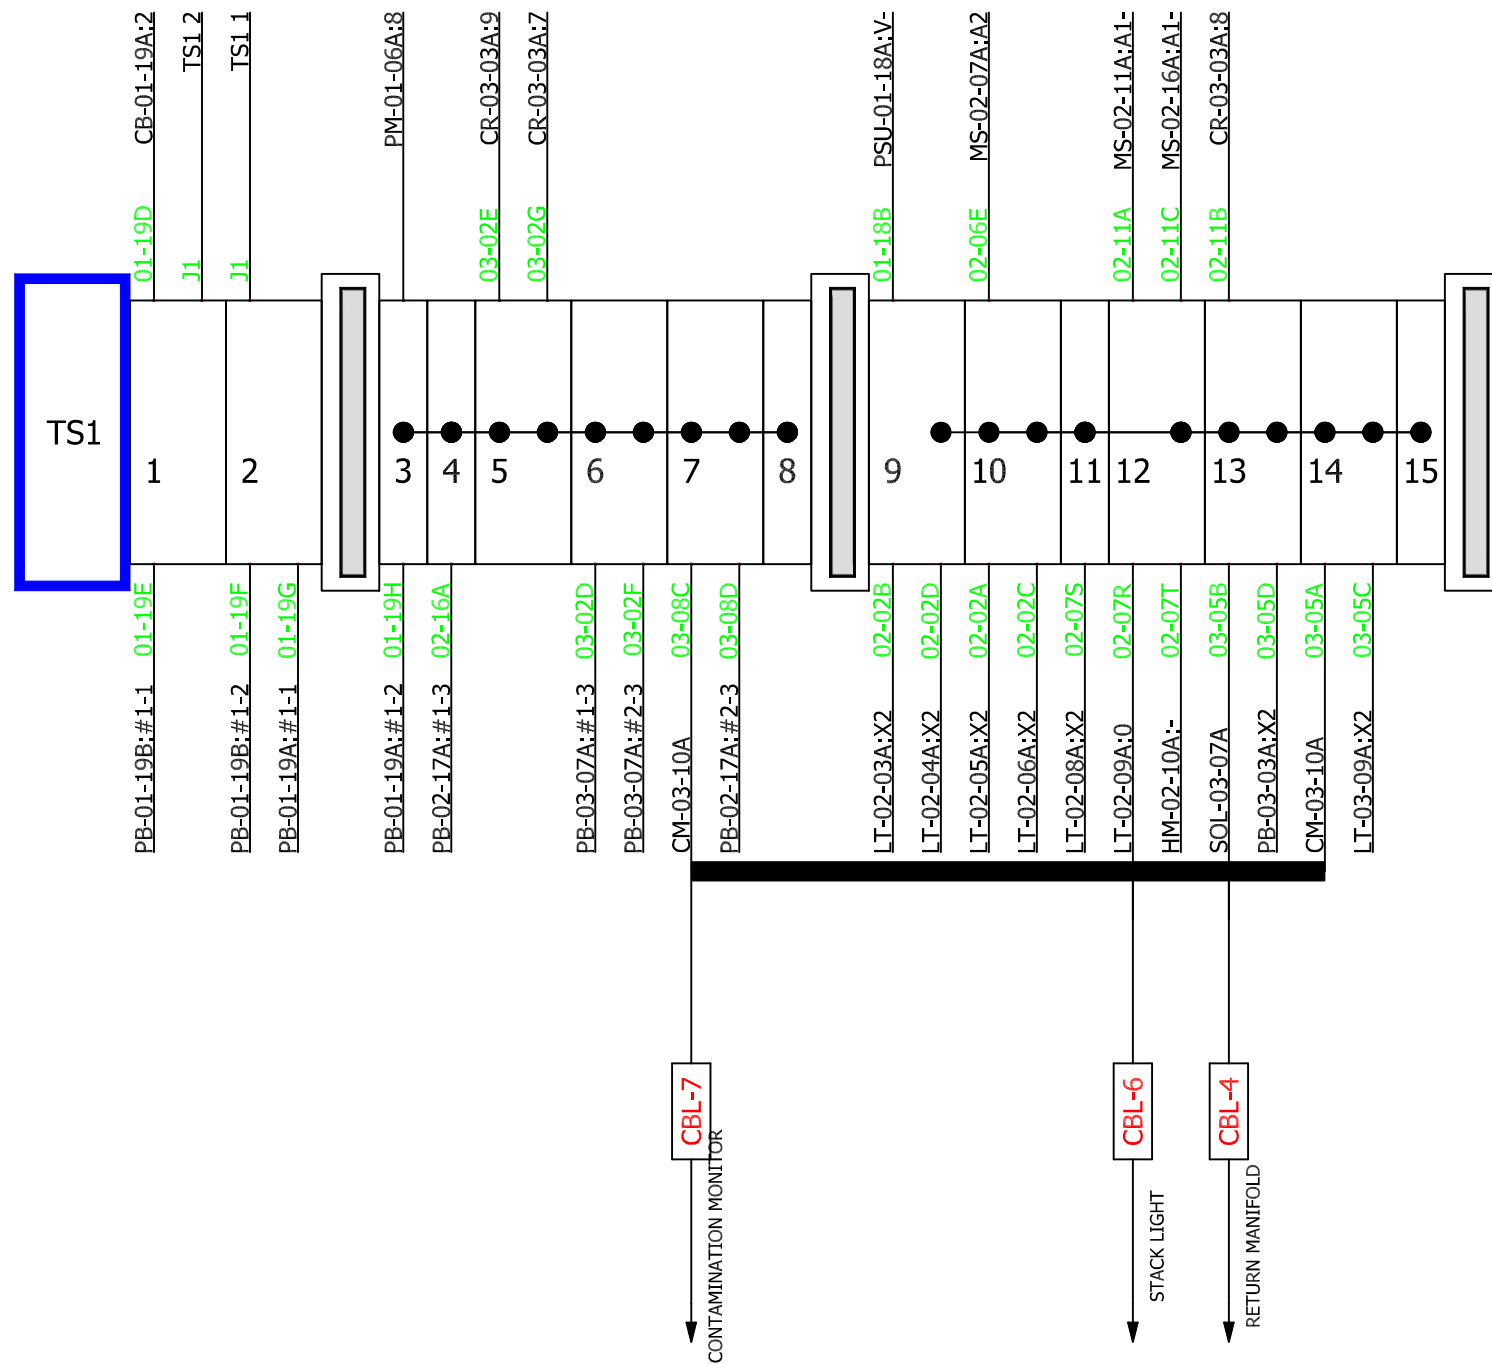 CB-01-19A:2
TS1 2
TS1 1
PM-01-06A:8
CR-03-03A:9
CR-03-03A:7
PSU-01-18A:V-
MS-02-07A:A2
MS-02-11A:A1-
MS-02-16A:A1-
CR-03-03A:8
01-19D
J1
J1
03-02E
03-02G
01-18B
02-06E
02-11A
02-11C
02-11B
TS1
1
2
3
4
5
6
7
8
9
10
11
12
13
14
15
01-19E
01-19F
01-19G
01-19H
02-16A
03-02D
03-02F
03-08C
03-08D
02-02B
02-02D
02-02A
02-02C
02-07S
02-07R
02-07T
03-05B
03-05D
03-05A
03-05C
PB-01-19B:#1-1
PB-01-19B:#1-2
PB-01-19A:#1-1
PB-01-19A:#1-2
PB-02-17A:#1-3
PB-03-07A:#1-3
PB-03-07A:#2-3
CM-03-10A
PB-02-17A:#2-3
LT-02-03A:X2
LT-02-04A:X2
LT-02-05A:X2
LT-02-06A:X2
LT-02-08A:X2
LT-02-09A:0
HM-02-10A:-
SOL-03-07A
PB-03-03A:X2
CM-03-10A
LT-03-09A:X2
CBL-7
CBL-6
CBL-4
CONTAMINATION MONITOR
STACK LIGHT
RETURN MANIFOLD